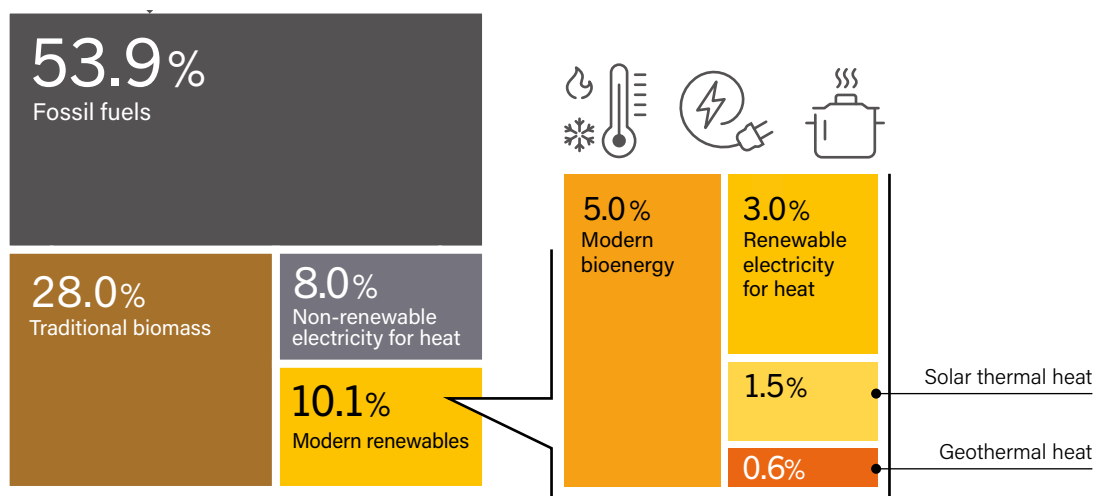 53.9%
Fossil fuels
28.0%
Traditional biomass
8.0%
Non-renewable
electricity for heat
10.1%
Modern renewables
5.0%
Modern
bioenergy
3.0%
Renewable
electricity
for heat
1.5%
Solar thermal heat
0.6%
Geothermal heat